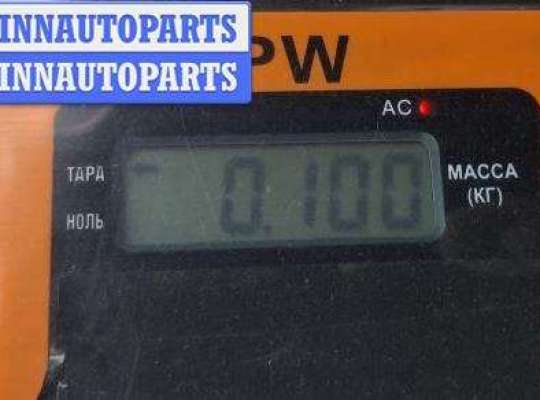 INNAUTOPARTS
INNAUTOPARTS
PW
AC
ТАРА
0.100
МАССА
(КГ)
НОЛЬ